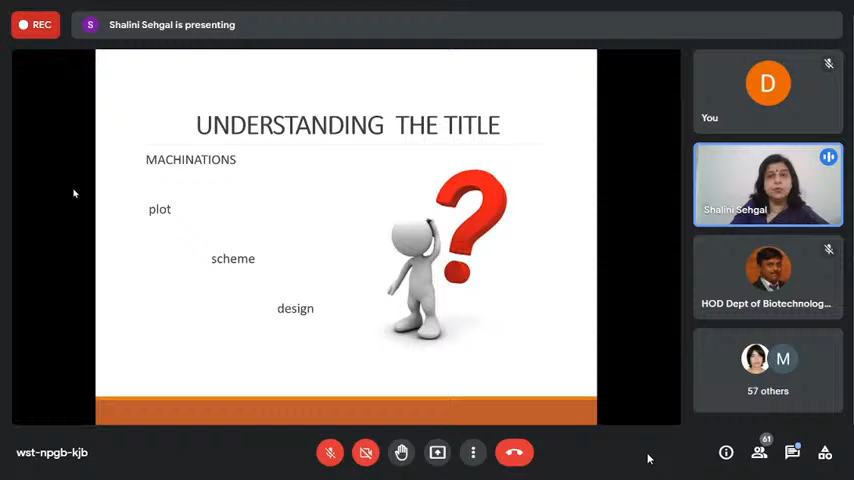 REC
S
Shalini Sehgal is presenting
UNDERSTANDING THE TITLE
MACHINATIONS
plot
scheme
design
D
You
Shalini Sehgal
HOD Dept of Biotechnolog...
M
57 others
wst-npgb-kjb
61